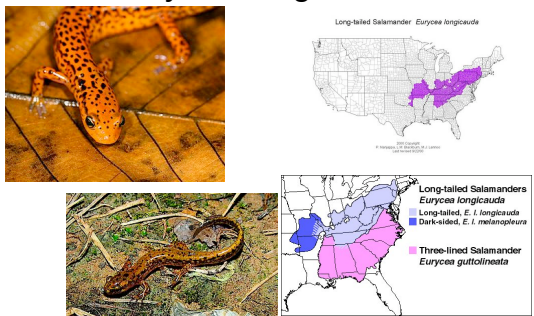 Long-tailed Salamander Eurycea longicauda
Long-tailed Salamanders
Eurycea longicauda
Long-tailed, E. l. longicauda
Dark-sided, E. l. melanopleura
Three-lined Salamander
Eurycea guttolineata